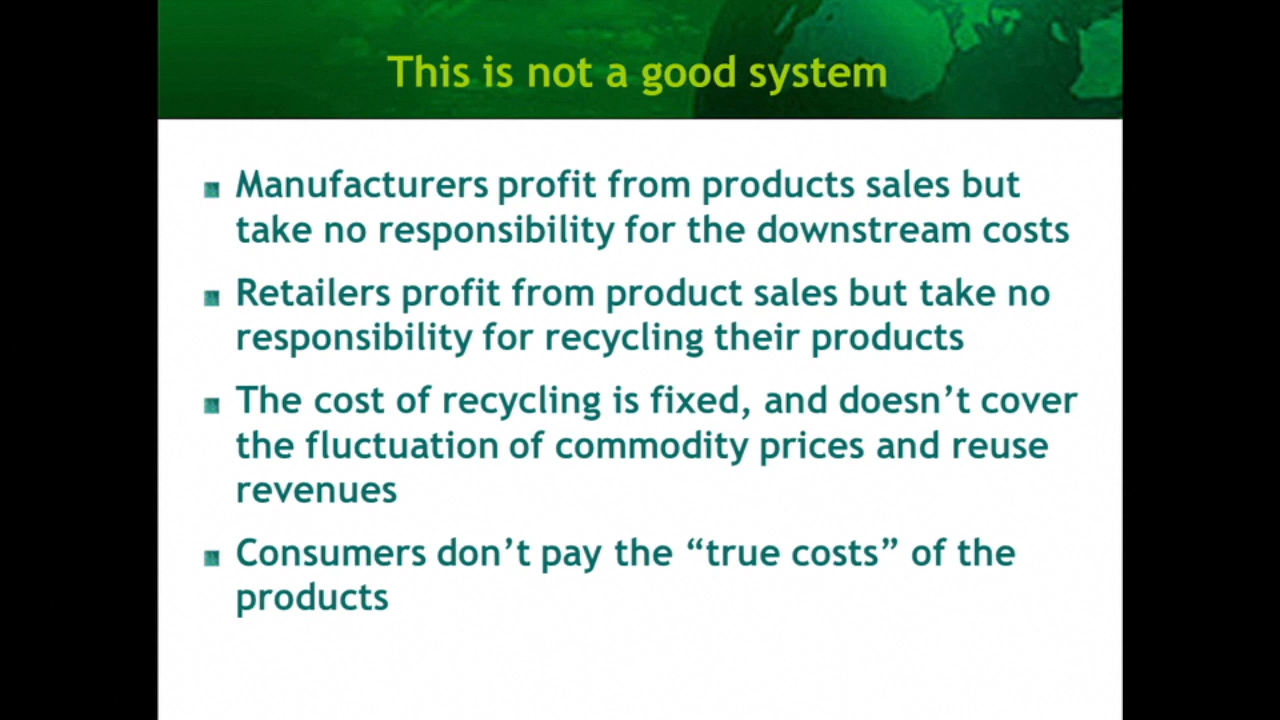 This is not a good system
Manufacturers profit from products sales but
take no responsibility for the downstream costs
Retailers profit from product sales but take no
responsibility for recycling their products
The cost of recycling is fixed, and doesn’t cover
the fluctuation of commodity prices and reuse
revenues
Consumers don’t pay the “true costs” of the
products